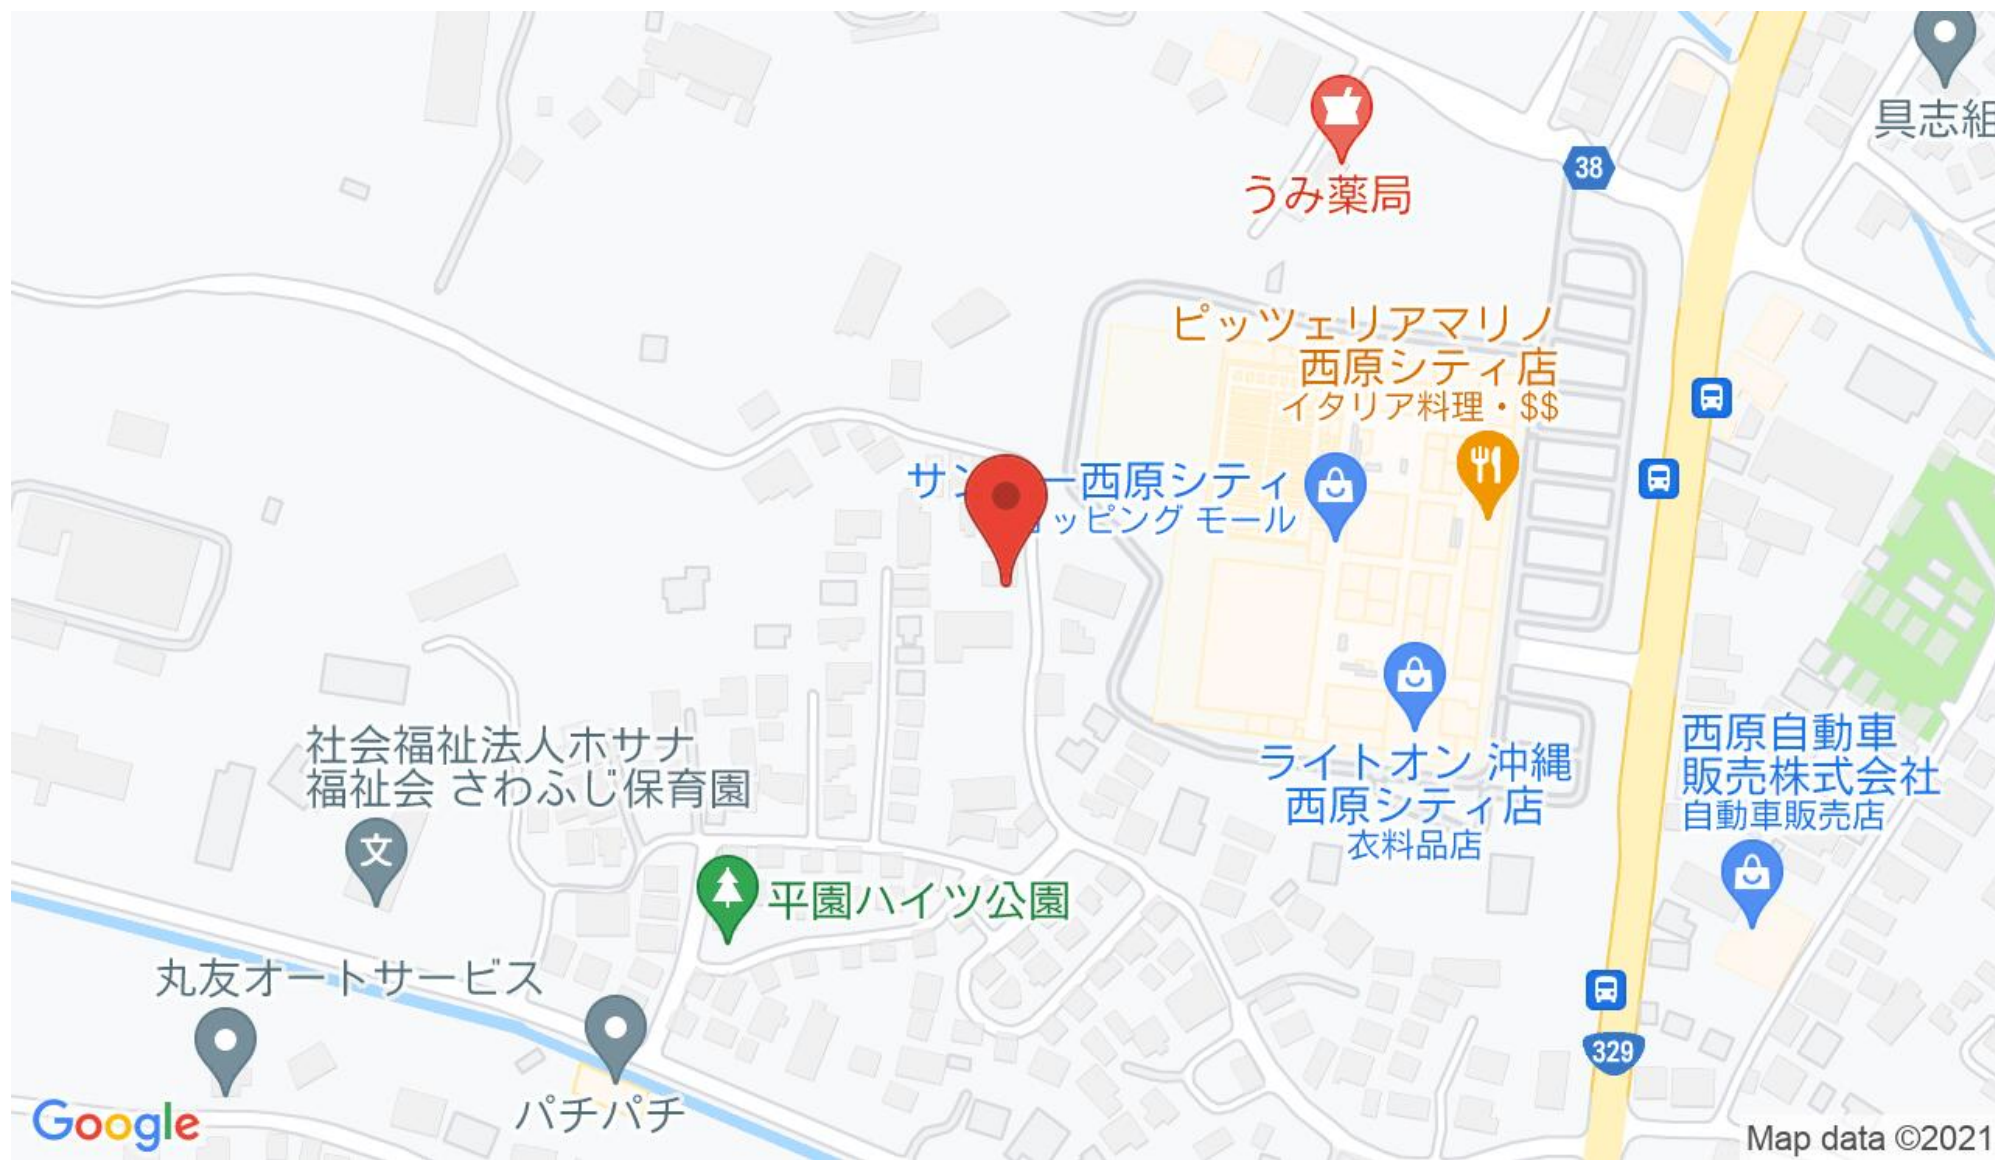 具志組
38
うみ薬局
ピッツェリアマリノ
西原シティ店
イタリア料理・$$
サン ー西原シティ
ョッピング モール
ライトオン 沖縄
西原シティ店
衣料品店
西原自動車
販売株式会社
自動車販売店
社会福祉法人ホサナ
福祉会 さわふじ保育園
文
平園ハイツ公園
丸友オートサービス
パチパチ
329
Google
Map data ©2021